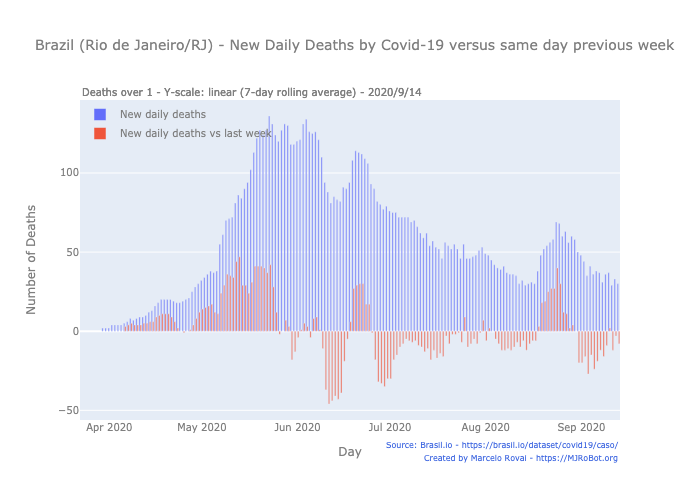 Brazil (Rio de Janeiro/RJ) - New Daily Deaths by Covid-19 versus same day previous week
Deaths over 1 - Y-scale: linear (7-day rolling average) - 2020/9/14
New daily deaths
New daily deaths vs last week
Number of Deaths
100
50
0
−50
Apr 2020
May 2020
Jun 2020
Jul 2020
Aug 2020
Sep 2020
Day
Source: Brasil.io - https://brasil.io/dataset/covid19/caso/
Created by Marcelo Rovai - https://MJRoBot.org